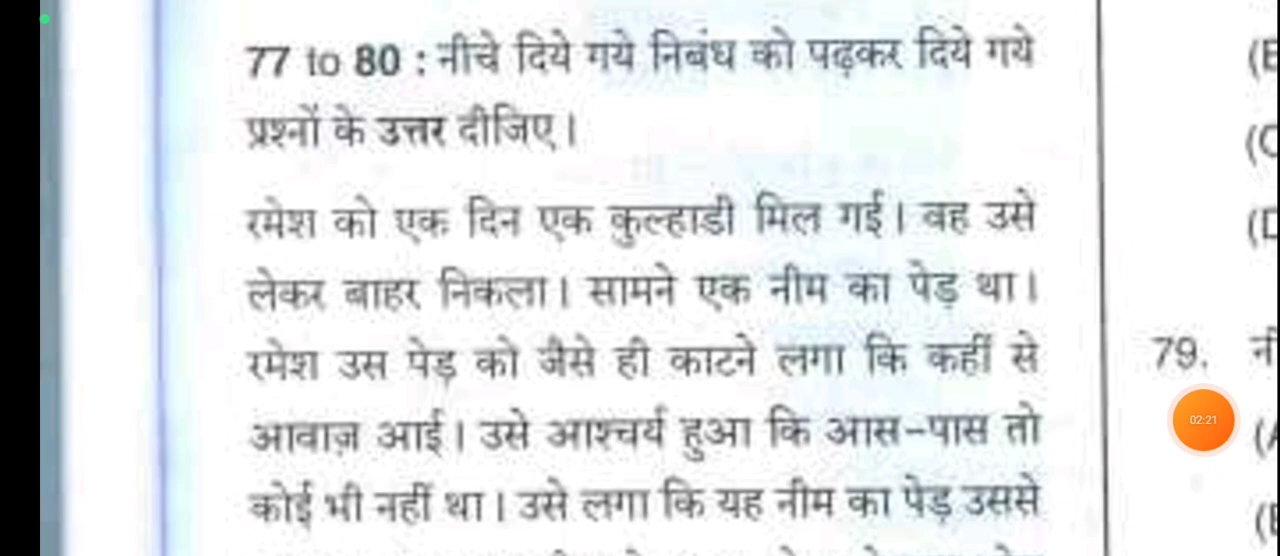 77 to 80 : नीचे दिये गये निबंध को पढ़कर दिये गये
प्रश्नों के उत्तर दीजिए।
रमेश को एक दिन एक कुल्हाडी मिल गई। वह उसे
लेकर बाहर निकला। सामने एक नीम का पेड़ था।
रमेश उस पेड़ को जैसे ही काटने लगा कि कहीं से
आवाज़ आई। उसे आश्चर्य हुआ कि आस-पास तो
कोई भी नहीं था। उसे लगा कि यह नीम का पेड़ उससे
79.
02:21